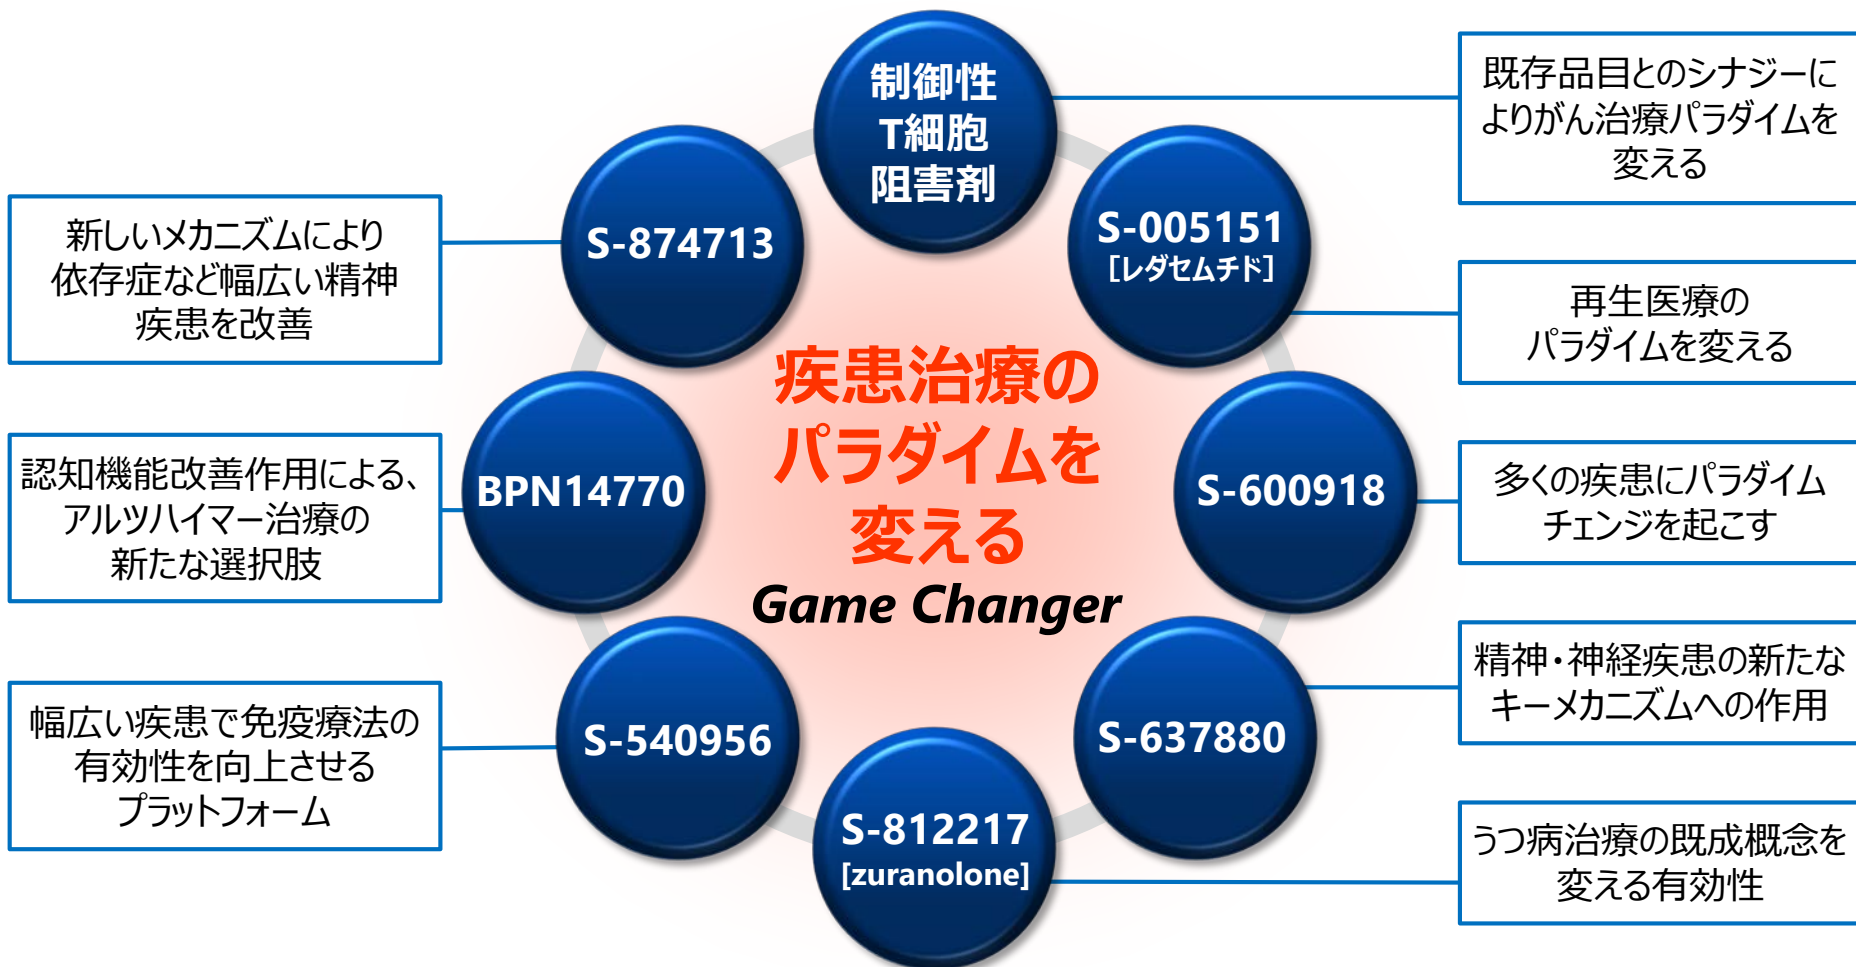 制御性
T細胞
阻害剤
既存品目とのシナジーに
よりがん治療パラダイムを
変える
S-005151
[レダセムチド]
再生医療の
パラダイムを変える
S-600918
多くの疾患にパラダイム
チェンジを起こす
S-637880
精神・神経疾患の新たな
キーメカニズムへの作用
S-812217
[zuranolone]
うつ病治療の既成概念を
変える有効性
S-540956
幅広い疾患で免疫療法の
有効性を向上させる
プラットフォーム
BPN14770
認知機能改善作用による、
アルツハイマー治療の
新たな選択肢
S-874713
新しいメカニズムにより
依存症など幅広い精神
疾患を改善
疾患治療の
パラダイムを
変える
Game Changer